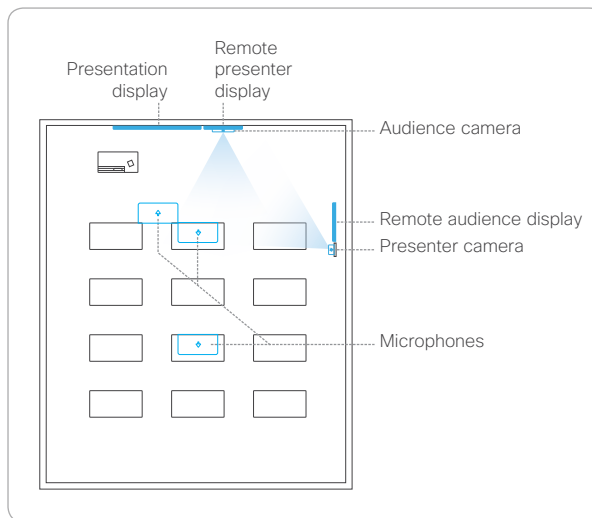 Remote
presenter
display
Presentation
display
Audience camera
Remote audience display
Presenter camera
Microphones